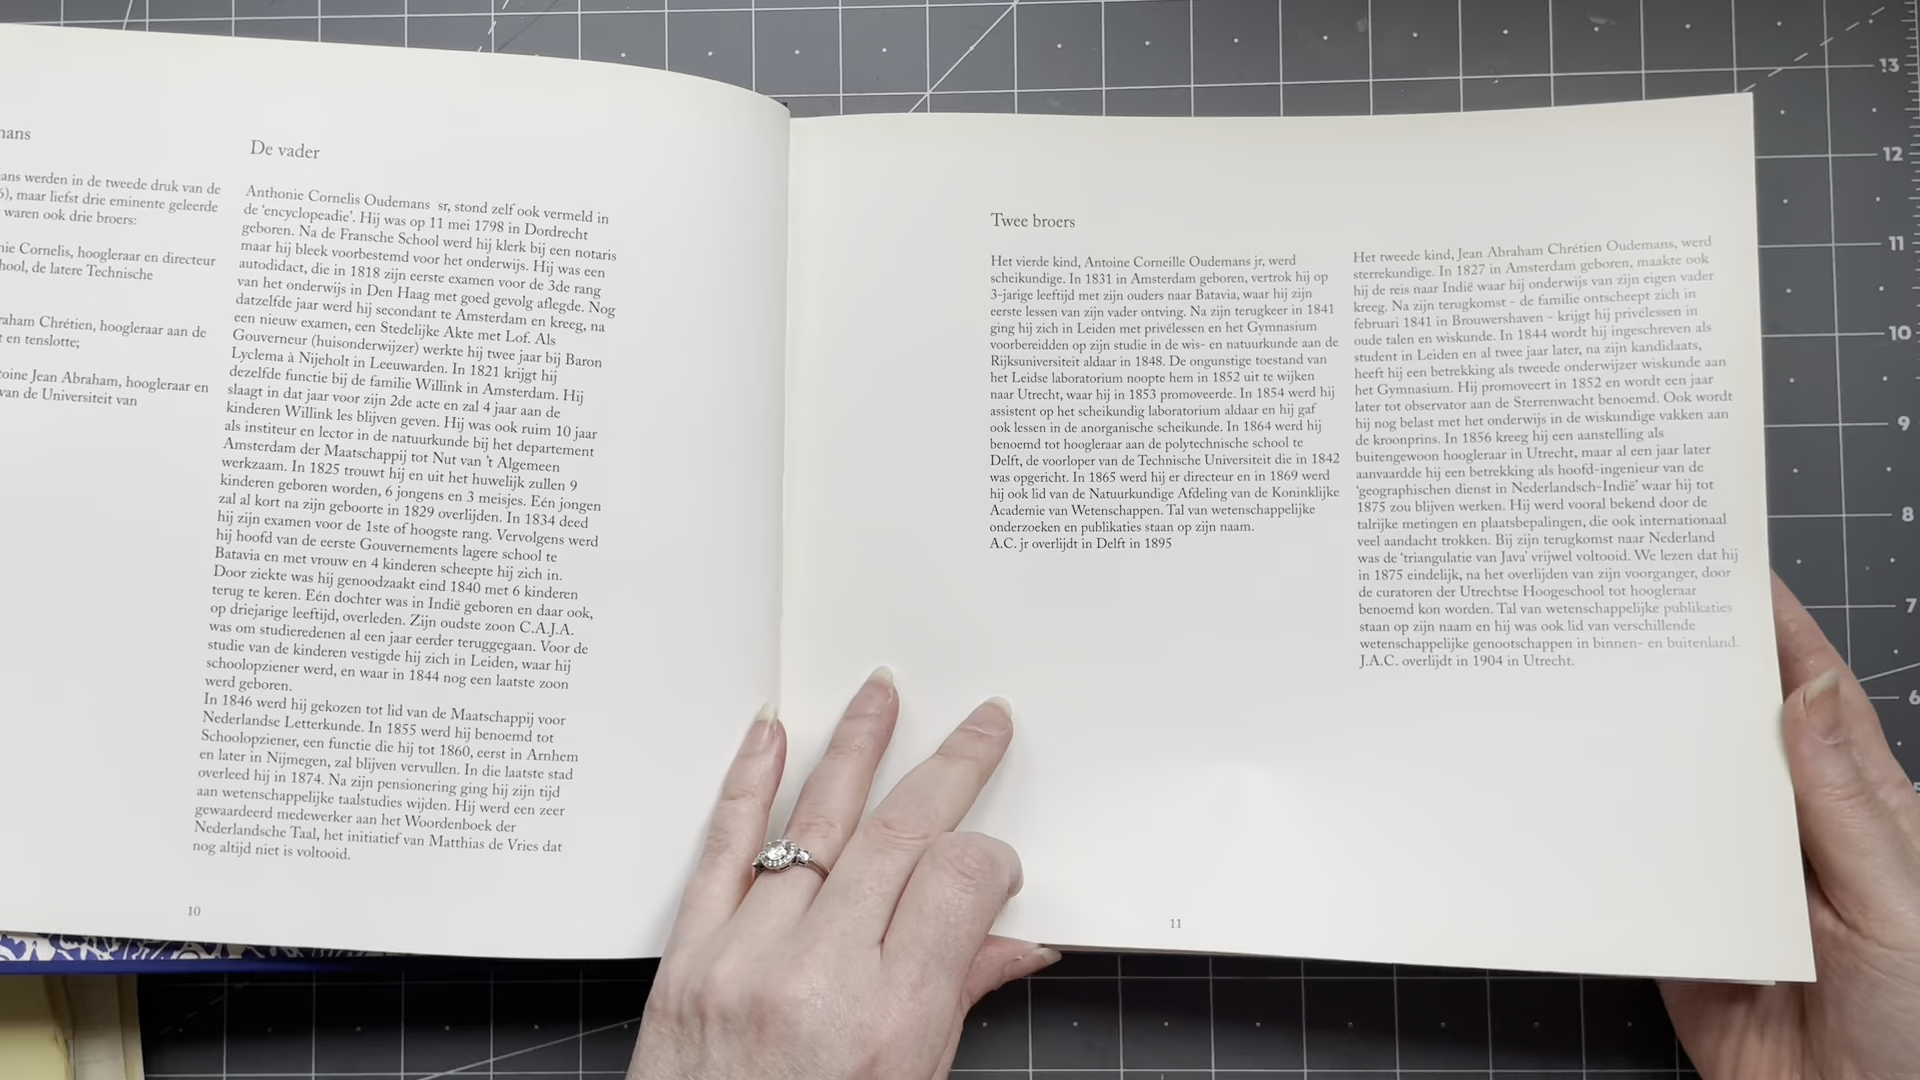 mans
ans werden in de tweede druk van de
6), maar liefst drie eminente geleerde
waren ook drie broers:
nie Cornelis, hoogleraar en directeur
hool, de latere Technische
raham Chrétien, hoogleraar aan de
t en tenslotte;
toine Jean Abraham, hoogleraar en
van de Universiteit van
De vader
Anthonie Cornelis Oudemans sr, stond zelf ook vermeld in
de 'encyclopeadie'. Hij was op 11 mei 1798 in Dordrecht
geboren. Na de Fransche School werd hij klerk bij een notaris
maar hij bleek voorbestemd voor het onderwijs. Hij was een
autodidact, die in 1818 zijn eerste examen voor de 3de rang
van het onderwijs in Den Haag met goed gevolg aflegde. Nog
datzelfde jaar werd hij secondant te Amsterdam en kreeg, na
een nieuw examen, een Stedelijke Akte met Lof. Als
Gouverneur (huisonderwijzer) werkte hij twee jaar bij Baron
Lyclema à Nijeholt in Leeuwarden. In 1821 krijgt hij
dezelfde functie bij de familie Willink in Amsterdam. Hij
slaagt in dat jaar voor zijn 2de acte en zal 4 jaar aan de
kinderen Willink les blijven geven. Hij was ook ruim 10 jaar
als institeur en lector in de natuurkunde bij het departement
Amsterdam der Maatschappij tot Nut van 't Algemeen
werkzaam. In 1825 trouwt hij en uit het huwelijk zullen 9
kinderen geboren worden, 6 jongens en 3 meisjes. Eén jongen
zal al kort na zijn geboorte in 1829 overlijden. In 1834 deed
hij zijn examen voor de 1ste of hoogste rang. Vervolgens werd
hij hoofd van de eerste Gouvernements lagere school te
Batavia en met vrouw en 4 kinderen scheepte hij zich in.
Door ziekte was hij genoodzaakt eind 1840 met 6 kinderen
terug te keren. Eén dochter was in Indië geboren en daar ook,
op driejarige leeftijd, overleden. Zijn oudste zoon C.A.J.A.
was om studieredenen al een jaar eerder teruggegaan. Voor de
studie van de kinderen vestigde hij zich in Leiden, waar hij
schoolopziener werd, en waar in 1844 nog een laatste zoon
werd geboren.
In 1846 werd hij gekozen tot lid van de Maatschappij voor
Nederlandse Letterkunde. In 1855 werd hij benoemd tot
Schoolopziener, een functie die hij tot 1860, eerst in Arnhem
en later in Nijmegen, zal blijven vervullen. In die laatste stad
overleed hij in 1874. Na zijn pensionering ging hij zijn tijd
aan wetenschappelijke taalstudies wijden. Hij werd een zeer
gewaardeerd medewerker aan het Woordenboek der
Nederlandsche Taal, het initiatief van Matthias de Vries dat
nog altijd niet is voltooid.
10
Twee broers
Het vierde kind, Antoine Corneille Oudemans jr, werd
scheikundige. In 1831 in Amsterdam geboren, vertrok hij op
3-jarige leeftijd met zijn ouders naar Batavia, waar hij zijn
eerste lessen van zijn vader ontving. Na zijn terugkeer in 1841
ging hij zich in Leiden met privélessen en het Gymnasium
voorbereidden op zijn studie in de wis- en natuurkunde aan de
Rijksuniversiteit aldaar in 1848. De ongunstige toestand van
het Leidse laboratorium noopte hem in 1852 uit te wijken
naar Utrecht, waar hij in 1853 promoveerde. In 1854 werd hij
assistent op het scheikundig laboratorium aldaar en hij gaf
ook lessen in de anorganische scheikunde. In 1864 werd hij
benoemd tot hoogleraar aan de polytechnische school te
Delft, de voorloper van de Technische Universiteit die in 1842
was opgericht. In 1865 werd hij er directeur en in 1869 werd
hij ook lid van de Natuurkundige Afdeling van de Koninklijke
Academie van Wetenschappen. Tal van wetenschappelijke
onderzoeken en publikaties staan op zijn naam.
A.C. jr overlijdt in Delft in 1895
Het tweede kind, Jean Abraham Chrétien Oudemans, werd
sterrekundige. In 1827 in Amsterdam geboren, maakte ook
hij de reis naar Indië waar hij onderwijs van zijn eigen vader
kreeg. Na zijn terugkomst - de familie ontscheept zich in
februari 1841 in Brouwershaven - krijgt hij privélessen in
oude talen en wiskunde. In 1844 wordt hij ingeschreven als
student in Leiden en al twee jaar later, na zijn kandidaats,
heeft hij een betrekking als tweede onderwijzer wiskunde aan
het Gymnasium. Hij promoveert in 1852 en wordt een jaar
later tot observator aan de Sterrenwacht benoemd. Ook wordt
hij nog belast met het onderwijs in de wiskundige vakken aan
de kroonprins. In 1856 kreeg hij een aanstelling als
buitengewoon hoogleraar in Utrecht, maar al een jaar later
aanvaardde hij een betrekking als hoofd-ingenieur van de
'geographischen dienst in Nederlandsch-Indië' waar hij tot
1875 zou blijven werken. Hij werd vooral bekend door de
talrijke metingen en plaatsbepalingen, die ook internationaal
veel aandacht trokken. Bij zijn terugkomst naar Nederland
was de 'triangulatie van Java' vrijwel voltooid. We lezen dat hij
in 1875 eindelijk, na het overlijden van zijn voorganger, door
de curatoren der Utrechtse Hoogeschool tot hoogleraar
benoemd kon worden. Tal van wetenschappelijke publikaties
staan op zijn naam en hij was ook lid van verschillende
wetenschappelijke genootschappen in binnen- en buitenland.
J.A.C. overlijdt in 1904 in Utrecht.
11
13
12
11
10
9
8
7
6